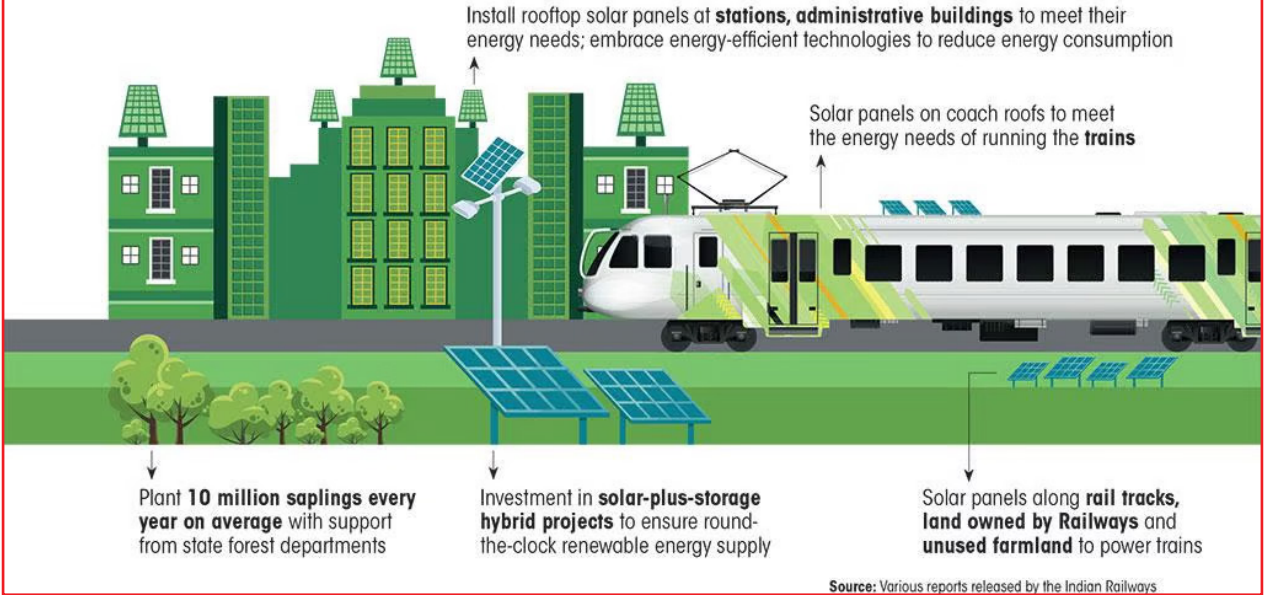 Install rooftop solar panels at stations, administrative buildings to meet their
energy needs; embrace energy-efficient technologies to reduce energy consumption
Solar panels on coach roofs to meet
the energy needs of running the trains
Plant 10 million saplings every
year on average with support
from state forest departments
Investment in solar-plus-storage
hybrid projects to ensure round-
the-clock renewable energy supply
Solar panels along rail tracks,
land owned by Railways and
unused farmland to power trains
Source: Various reports released by the Indian Railways